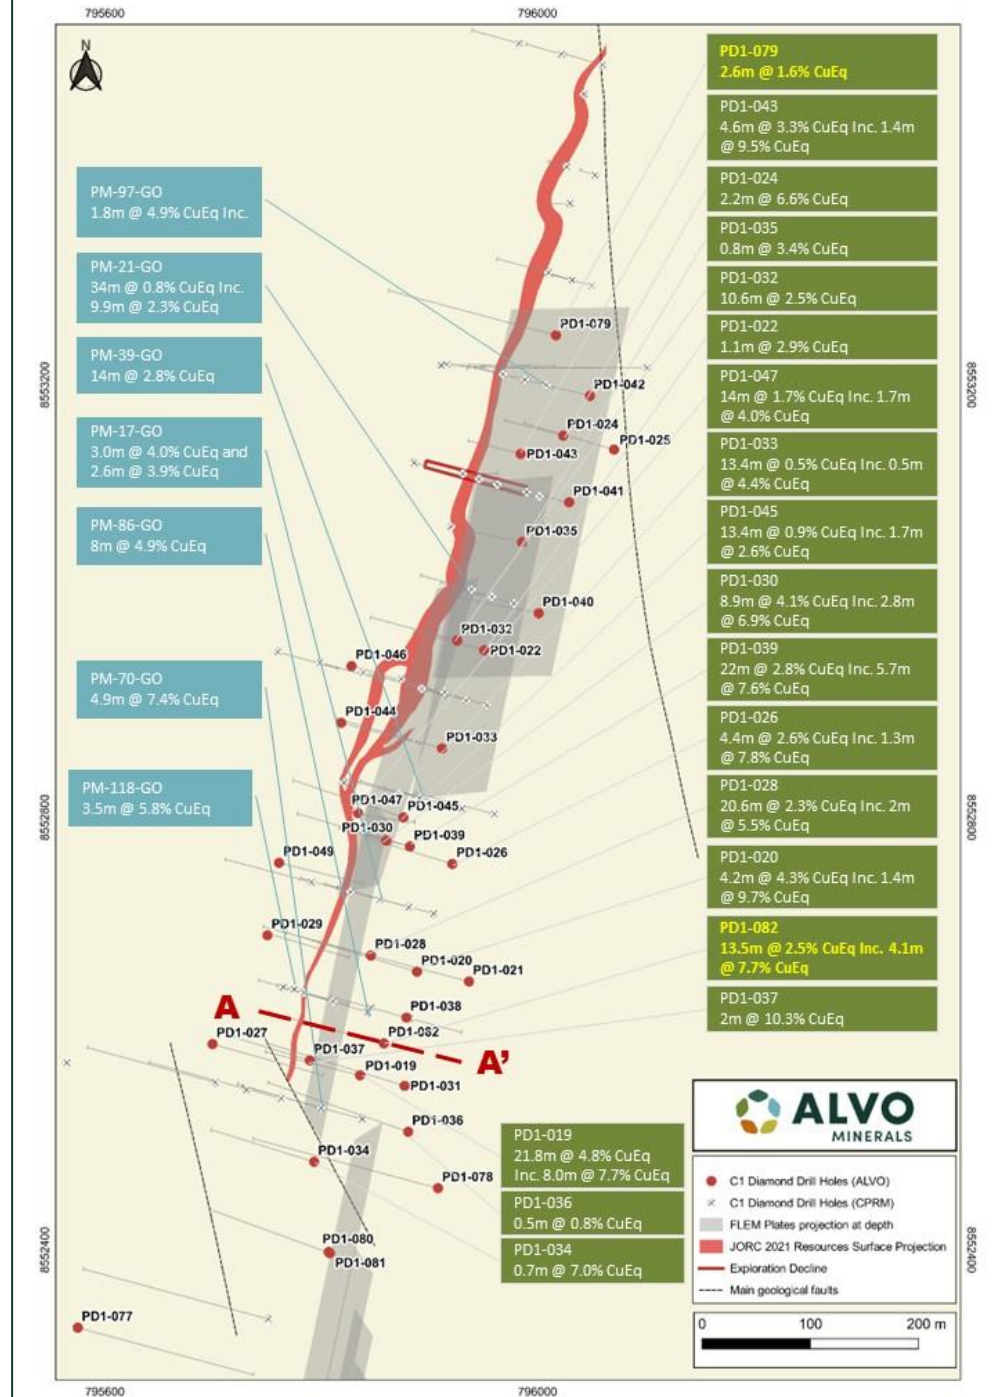 795600
796000
N
PD1-079
2.6m @ 1.6% CuEq
PD1-043
4.6m @ 3.3% CuEq Inc. 1.4m
@ 9.5% CuEq
PD1-024
2.2m @ 6.6% CuEq
PD1-035
0.8m @ 3.4% CuEq
PD1-032
10.6m @ 2.5% CuEq
PD1-022
1.1m @ 2.9% CuEq
PD1-047
14m @ 1.7% CuEq Inc. 1.7m
@ 4.0% CuEq
PD1-033
13.4m @ 0.5% CuEq Inc. 0.5m
@ 4.4% CuEq
PD1-045
13.4m @ 0.9% CuEq Inc. 1.7m
@ 2.6% CuEq
PD1-030
8.9m @ 4.1% CuEq Inc. 2.8m
@ 6.9% CuEq
PD1-039
22m @ 2.8% CuEq Inc. 5.7m
@ 7.6% CuEq
PD1-026
4.4m @ 2.6% CuEq Inc. 1.3m
@ 7.8% CuEq
PD1-028
20.6m @ 2.3% CuEq Inc. 2m
@ 5.5% CuEq
PD1-020
4.2m @ 4.3% CuEq Inc. 1.4m
@ 9.7% CuEq
PD1-082
13.5m @ 2.5% CuEq Inc. 4.1m
@ 7.7% CuEq
PD1-037
2m @ 10.3% CuEq
PM-97-GO
1.8m @ 4.9% CuEq Inc.
PM-21-GO
34m @ 0.8% CuEq Inc.
9.9m @ 2.3% CuEq
PM-39-GO
14m @ 2.8% CuEq
PM-17-GO
3.0m @ 4.0% CuEq and
2.6m @ 3.9% CuEq
PM-86-GO
8m @ 4.9% CuEq
PM-70-GO
4.9m @ 7.4% CuEq
PM-118-GO
3.5m @ 5.8% CuEq
8553200
8553200
8552800
8552800
8552400
8552400
PD1-079
PD1-042
PD1-024
PD1-025
PD1-043
PD1-041
PD1-035
PD1-040
PD1-032
PD1-022
PD1-046
PD1-044
PD1-033
PD1-047
PD1-045
PD1-030
PD1-039
PD1-049
PD1-026
PD1-029
PD1-028
PD1-020
PD1-021
PD1-038
A
PD1-082
PD1-027
PD1-037
A'
PD1-019
PD1-031
PD1-036
PD1-034
PD1-078
PD1-080
PD1-081
PD1-077
PD1-019
21.8m @ 4.8% CuEq
Inc. 8.0m @ 7.7% CuEq
PD1-036
0.5m @ 0.8% CuEq
PD1-034
0.7m @ 7.0% CuEq
ALVO
MINERALS
C1 Diamond Drill Holes (ALVO)
C1 Diamond Drill Holes (CPRM)
FLEM Plates projection at depth
JORC 2021 Resources Surface Projection
Exploration Decline
Main geological faults
0 100 200 m
795600
796000